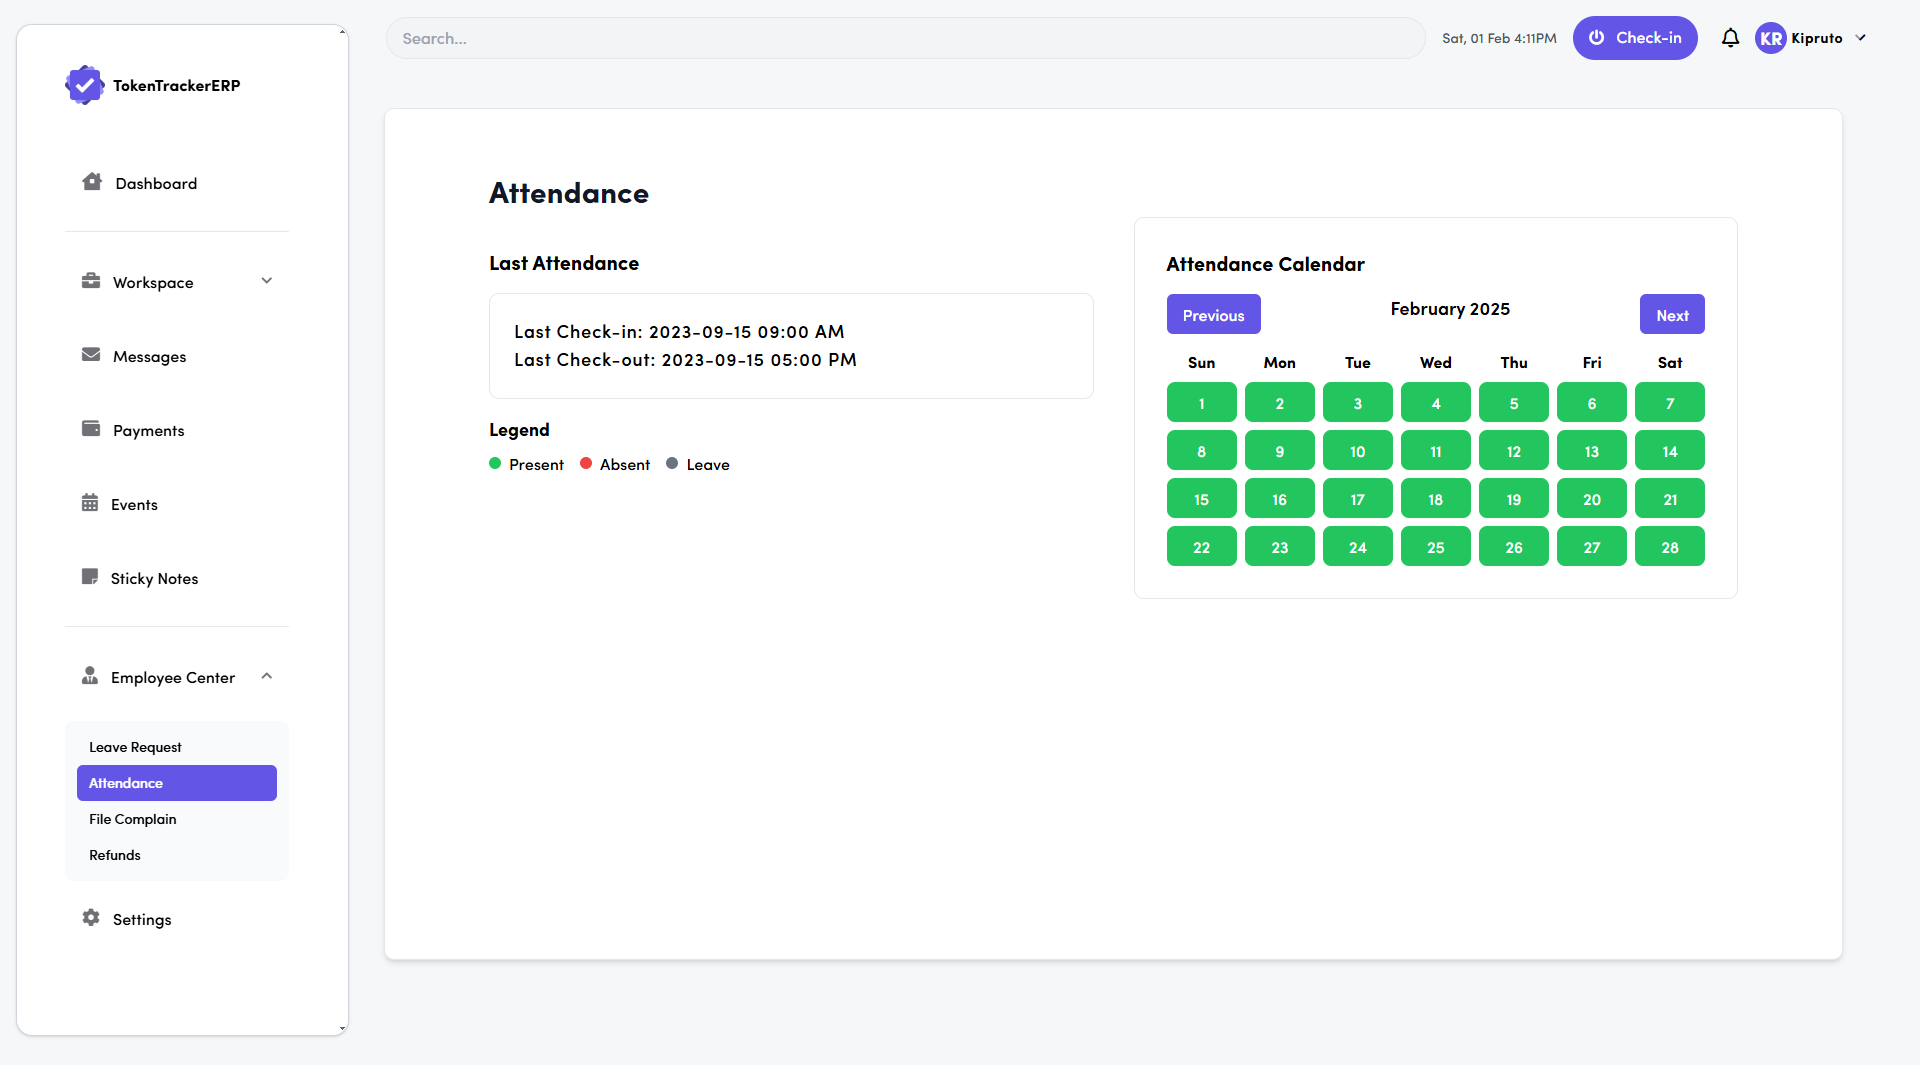 TokenTrackerERP
Dashboard
Workspace
Messages
Payments
Events
Sticky Notes
Employee Center
Leave Request
Attendance
File Complain
Refunds
Settings
Search...
Sat, 01 Feb 4:11PM
Check-in
KR Kipruto
Attendance
Last Attendance
Last Check-in: 2023-09-15 09:00 AM
Last Check-out: 2023-09-15 05:00 PM
Legend
Present Absent Leave
Attendance Calendar
Previous February 2025 Next
Sun Mon Tue Wed Thu Fri Sat
1 2 3 4 5 6 7
8 9 10 11 12 13 14
15 16 17 18 19 20 21
22 23 24 25 26 27 28